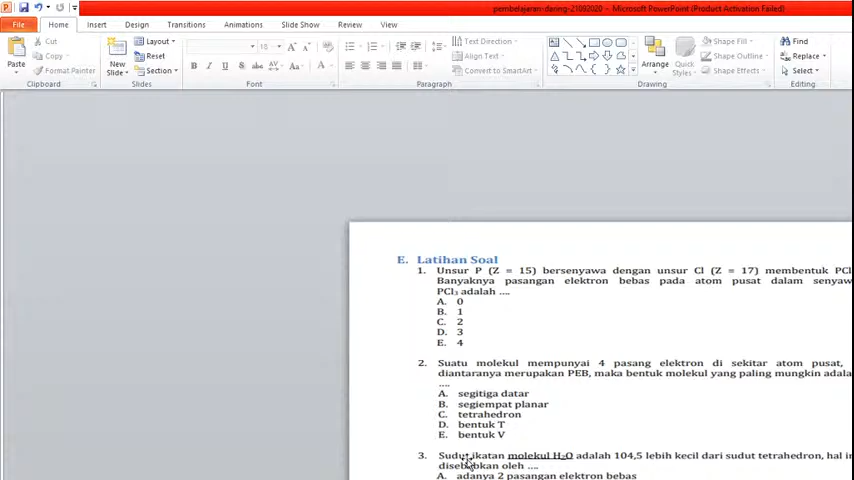 pembelajaran-daring-21092020 - Microsoft PowerPoint (Product Activation Failed)
File Home Insert Design Transitions Animations Slide Show Review View
Cut
Copy
Format Painter
Paste
Clipboard
New
Slide
Layout
Reset
Section
Slides
18
Font
Paragraph
Text Direction
Align Text
Convert to SmartArt
Arrange
Quick
Styles
Shape Fill
Shape Outline
Shape Effects
Drawing
Find
Replace
Select
Editing
E. Latihan Soal
1. Unsur P (Z = 15) bersenyawa dengan unsur Cl (Z = 17) membentuk PCl
Banyaknya pasangan elektron bebas pada atom pusat dalam senyaw
PCl₃ adalah ....
A. 0
B. 1
C. 2
D. 3
E. 4
2. Suatu molekul mempunyai 4 pasang elektron di sekitar atom pusat,
diantaranya merupakan PEB, maka bentuk molekul yang paling mungkin adala
....
A. segitiga datar
B. segiempat planar
C. tetrahedron
D. bentuk T
E. bentuk V
3. Sudut ikatan molekul H₂O adalah 104,5 lebih kecil dari sudut tetrahedron, hal in
disebabkan oleh ....
A. adanya 2 pasangan elektron bebas